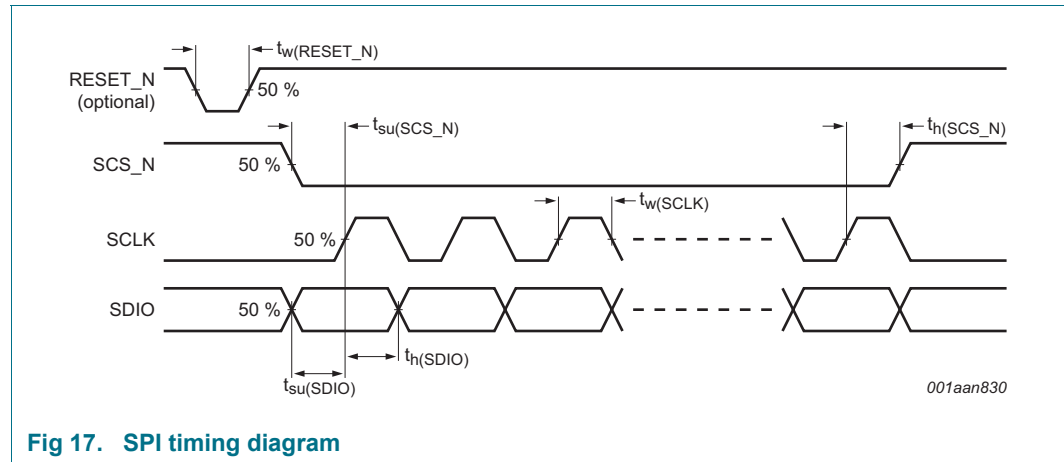 tw(RESET_N)
RESET_N
(optional)
50 %
tsu(SCS_N)
th(SCS_N)
SCS_N
50 %
tw(SCLK)
SCLK
50 %
SDIO
50 %
th(SDIO)
tsu(SDIO)
001aan830
Fig 17. SPI timing diagram